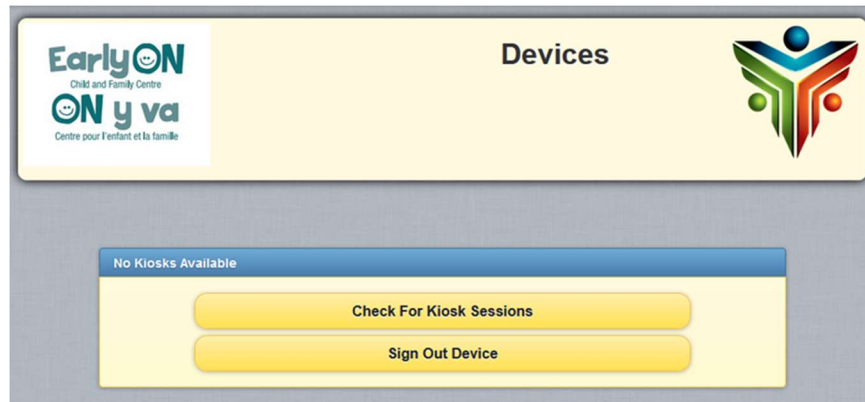 EarlyON
Child and Family Centre
ON y va
Centre pour l'enfant et la famille
Devices
No Kiosks Available
Check For Kiosk Sessions
Sign Out Device